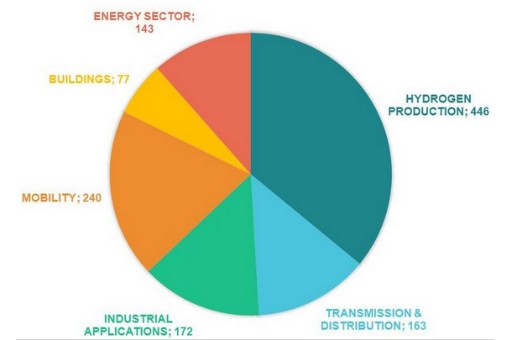 ENERGY SECTOR;
143
BUILDINGS; 77
HYDROGEN
PRODUCTION; 446
MOBILITY; 240
INDUSTRIAL
APPLICATIONS; 172
TRANSMISSION &
DISTRIBUTION; 163